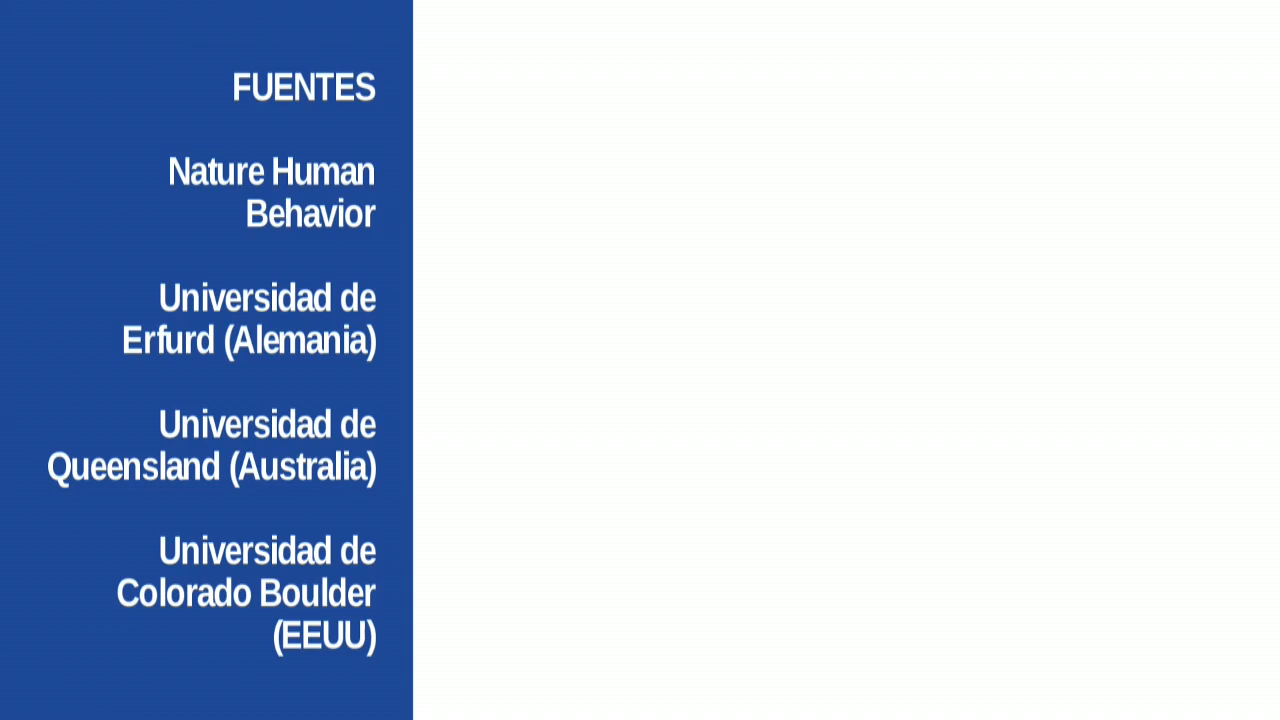 FUENTES
Nature Human
Behavior
Universidad de
Erfurd (Alemania)
Universidad de
Queensland (Australia)
Universidad de
Colorado Boulder
(EEUU)